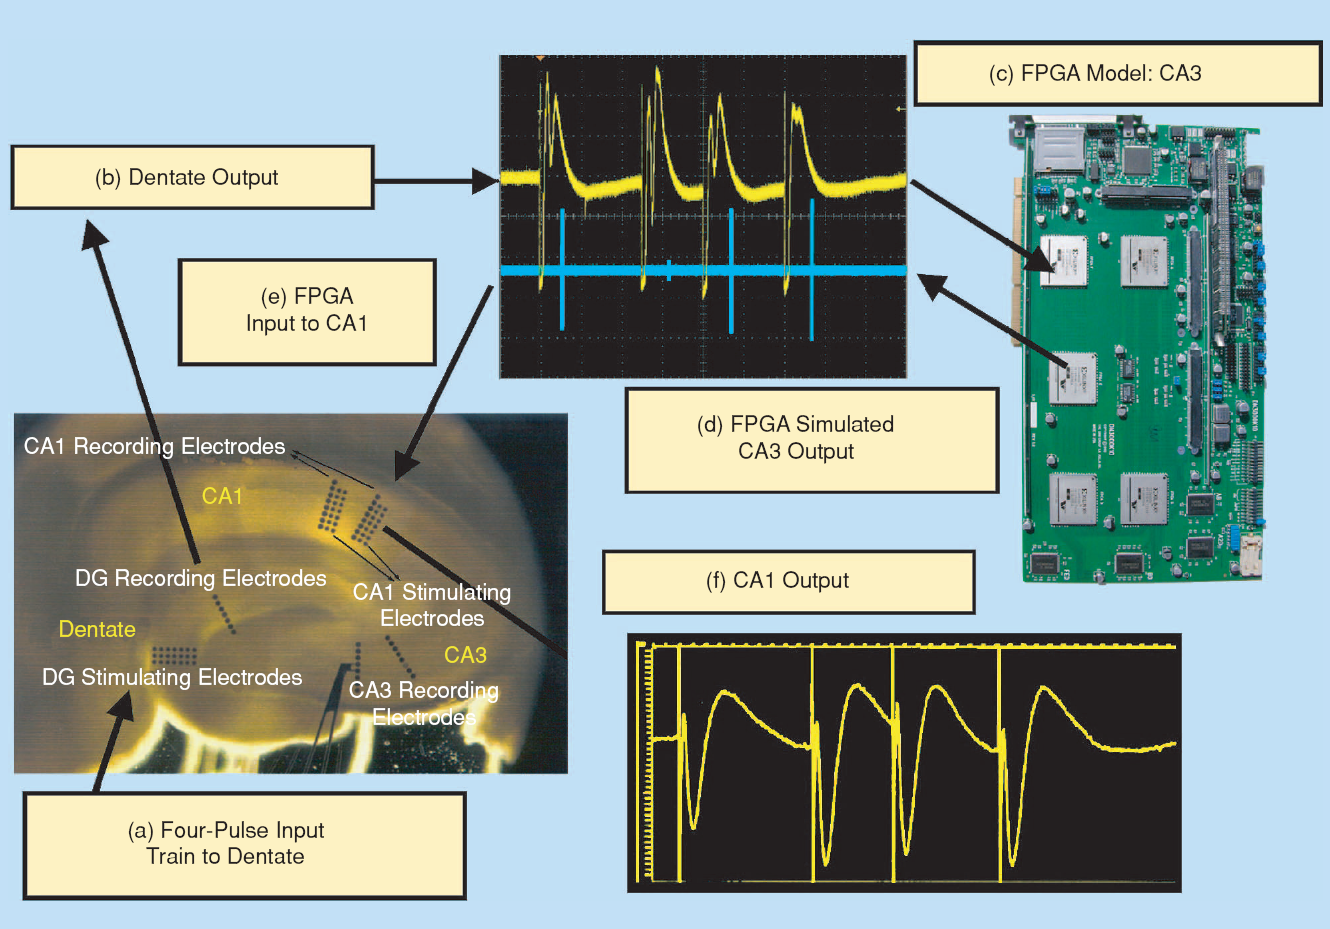 (c) FPGA Model: CA3
(b) Dentate Output
(e) FPGA
Input to CA1
(d) FPGA Simulated
CA3 Output
CA1 Recording Electrodes
CA1
DG Recording Electrodes
CA1 Stimulating
Electrodes
Dentate
CA3
DG Stimulating Electrodes
CA3 Recording
Electrodes
(f) CA1 Output
(a) Four-Pulse Input
Train to Dentate